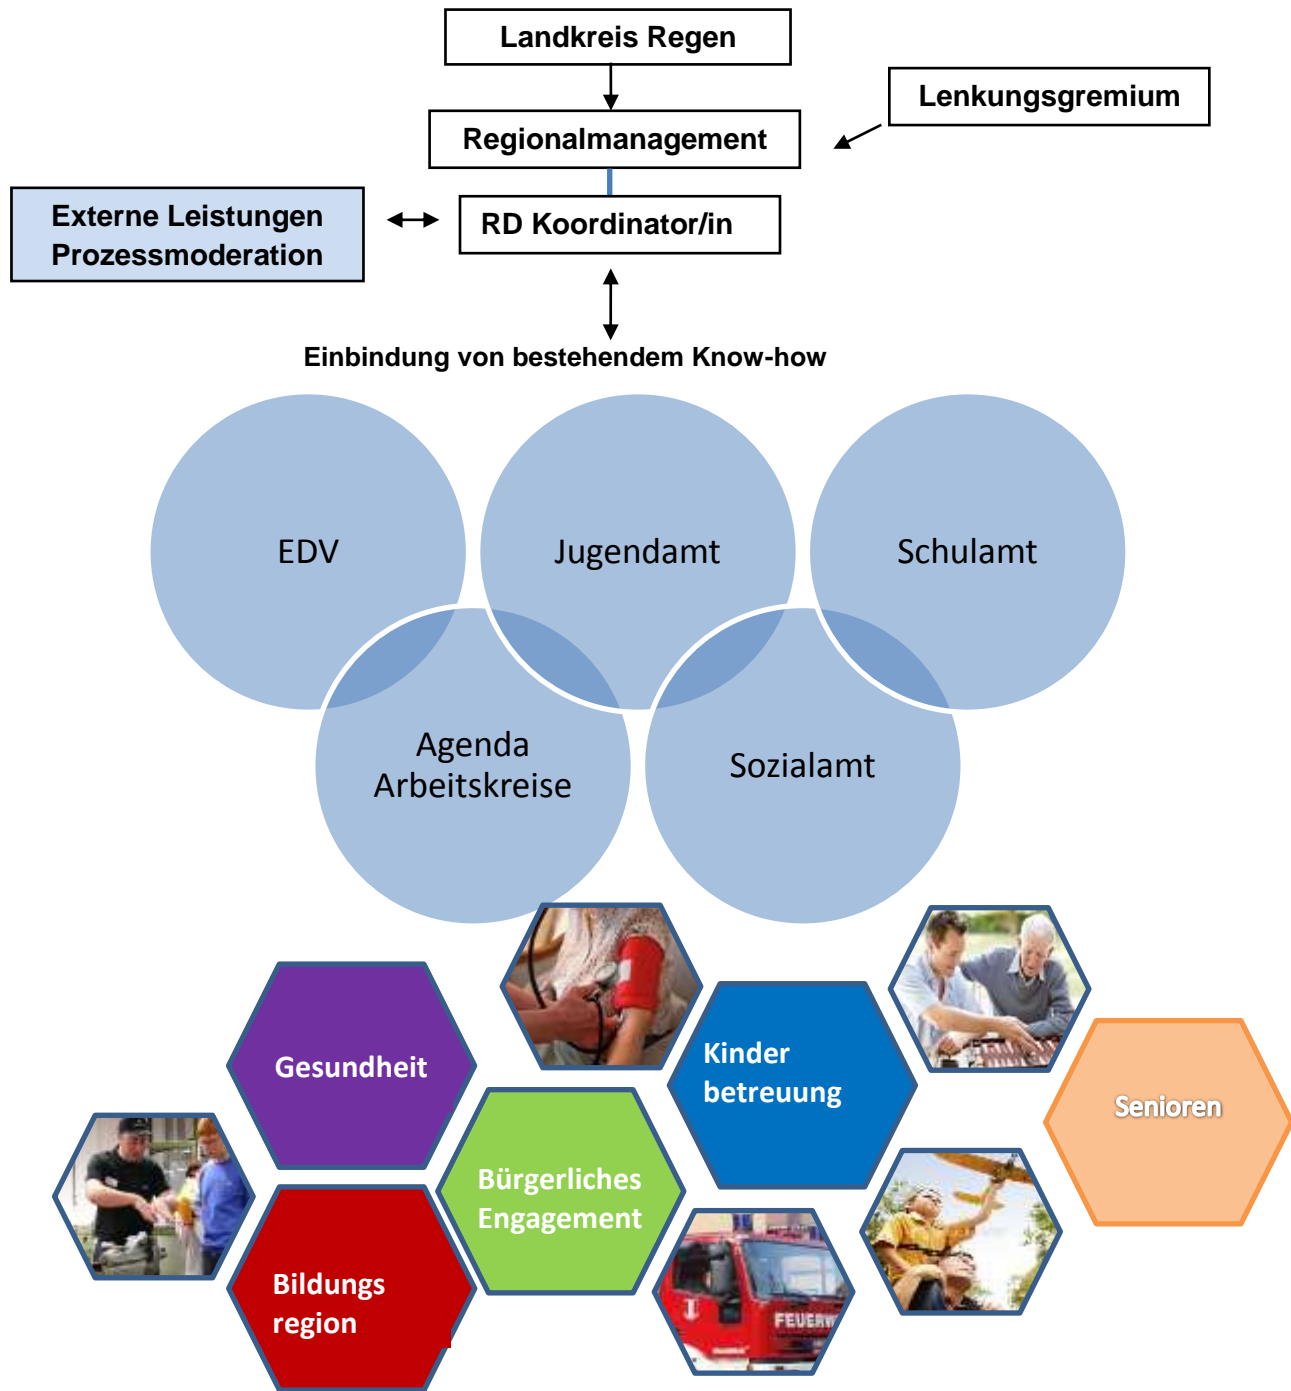 Landkreis Regen
Lenkungsgremium
Regionalmanagement
Externe Leistungen
Prozessmoderation
RD Koordinator/in
Einbindung von bestehendem Know-how
EDV
Jugendamt
Schulamt
Agenda
Arbeitskreise
Sozialamt
Gesundheit
Kinder
betreuung
Senioren
Bürgerliches
Engagement
Bildungs
region